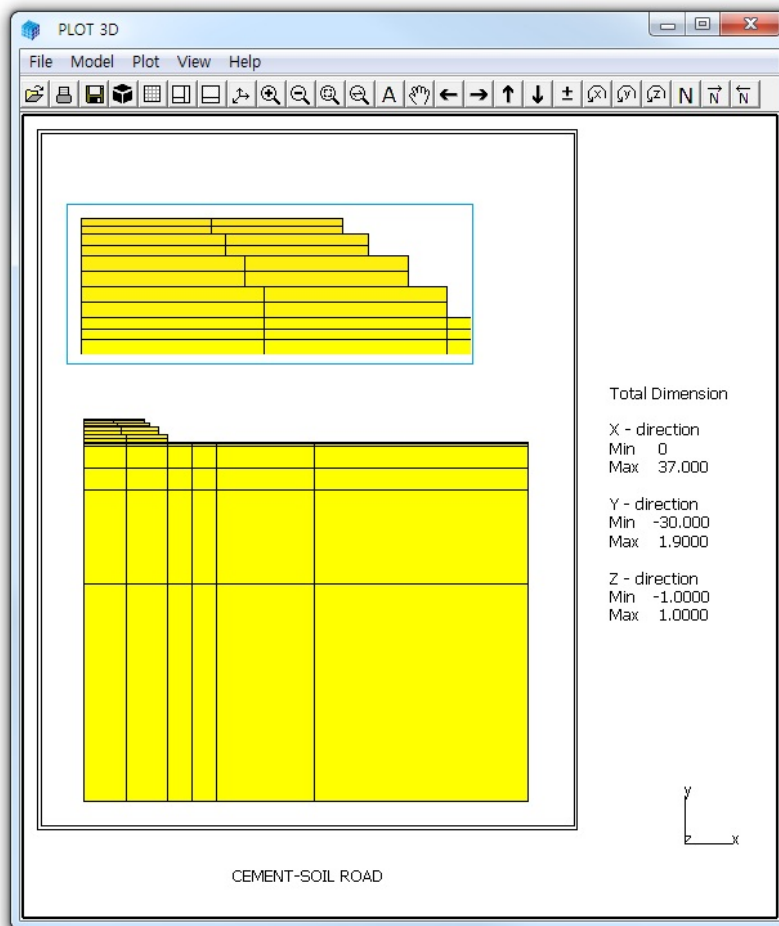 PLOT 3D
File Model Plot View Help
A ± x y z N N N
Total Dimension
X - direction
Min 0
Max 37.000
Y - direction
Min -30.000
Max 1.9000
Z - direction
Min -1.0000
Max 1.0000
y
z x
CEMENT-SOIL ROAD